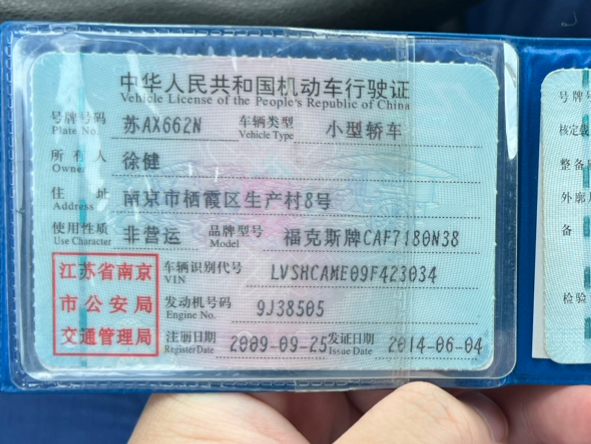 中华人民共和国机动车行驶证
Vehicle License of the People's Republic of China
号牌号码 Plate No. 苏AX662N 车辆类型 Vehicle Type 小型轿车
所有人 Owner 徐健
住址 Address 南京市栖霞区生产村8号
使用性质 Use Character 非营运 品牌型号 Model 福克斯牌CAF7180N38
车辆识别代号 VIN LVSHCAME09F423034
发动机号码 Engine No. 9J38505
注册日期 Register Date 2009-09-25 发证日期 Issue Date 2014-06-04
江苏省南京
市公安局
交通管理局
号牌号
核定载
整备质
外廓尺
备
检验